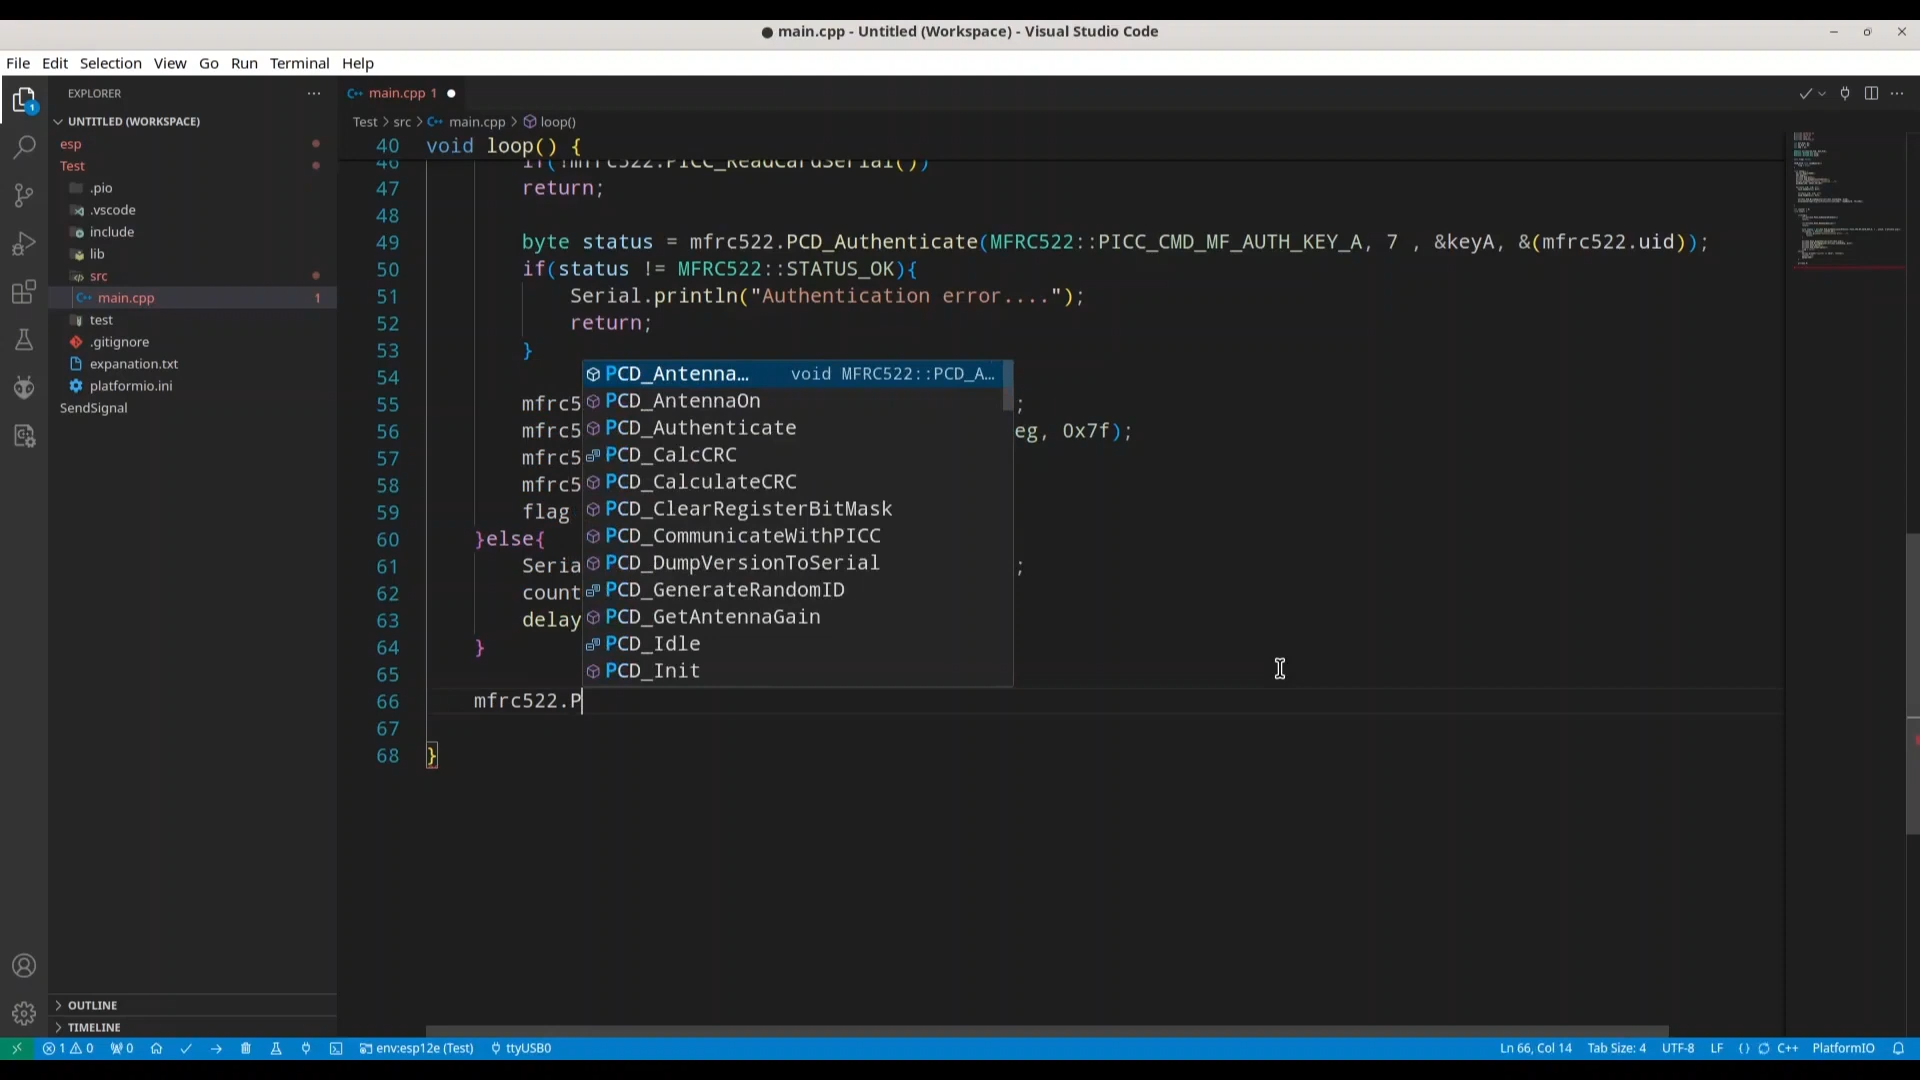 main.cpp - Untitled (Workspace) - Visual Studio Code
File Edit Selection View Go Run Terminal Help
EXPLORER
main.cpp 1
UNTITLED (WORKSPACE)
Test > src > main.cpp > loop()
esp
Test
.pio
.vscode
include
lib
src
main.cpp 1
test
.gitignore
expanation.txt
platformio.ini
SendSignal
OUTLINE
TIMELINE
40 void loop() {
46 if(!mfrc522.PICC_ReadCardSerial())
47 return;
48
49 byte status = mfrc522.PCD_Authenticate(MFRC522::PICC_CMD_MF_AUTH_KEY_A, 7 , &keyA, &(mfrc522.uid));
50 if(status != MFRC522::STATUS_OK){
51 Serial.println("Authentication error....");
52 return;
53 }
54
55 mfrc5 ;
56 mfrc5 eg, 0x7f);
57 mfrc5
58 mfrc5
59 flag
60 }else{
61 Seria ;
62 count
63 delay
64 }
65
66 mfrc522.P
67
68 }
PCD_Antenna… void MFRC522::PCD_A…
PCD_AntennaOn
PCD_Authenticate
PCD_CalcCRC
PCD_CalculateCRC
PCD_ClearRegisterBitMask
PCD_CommunicateWithPICC
PCD_DumpVersionToSerial
PCD_GenerateRandomID
PCD_GetAntennaGain
PCD_Idle
PCD_Init
1 0 0 env:esp12e (Test) ttyUSB0 Ln 66, Col 14 Tab Size: 4 UTF-8 LF {} C++ PlatformIO